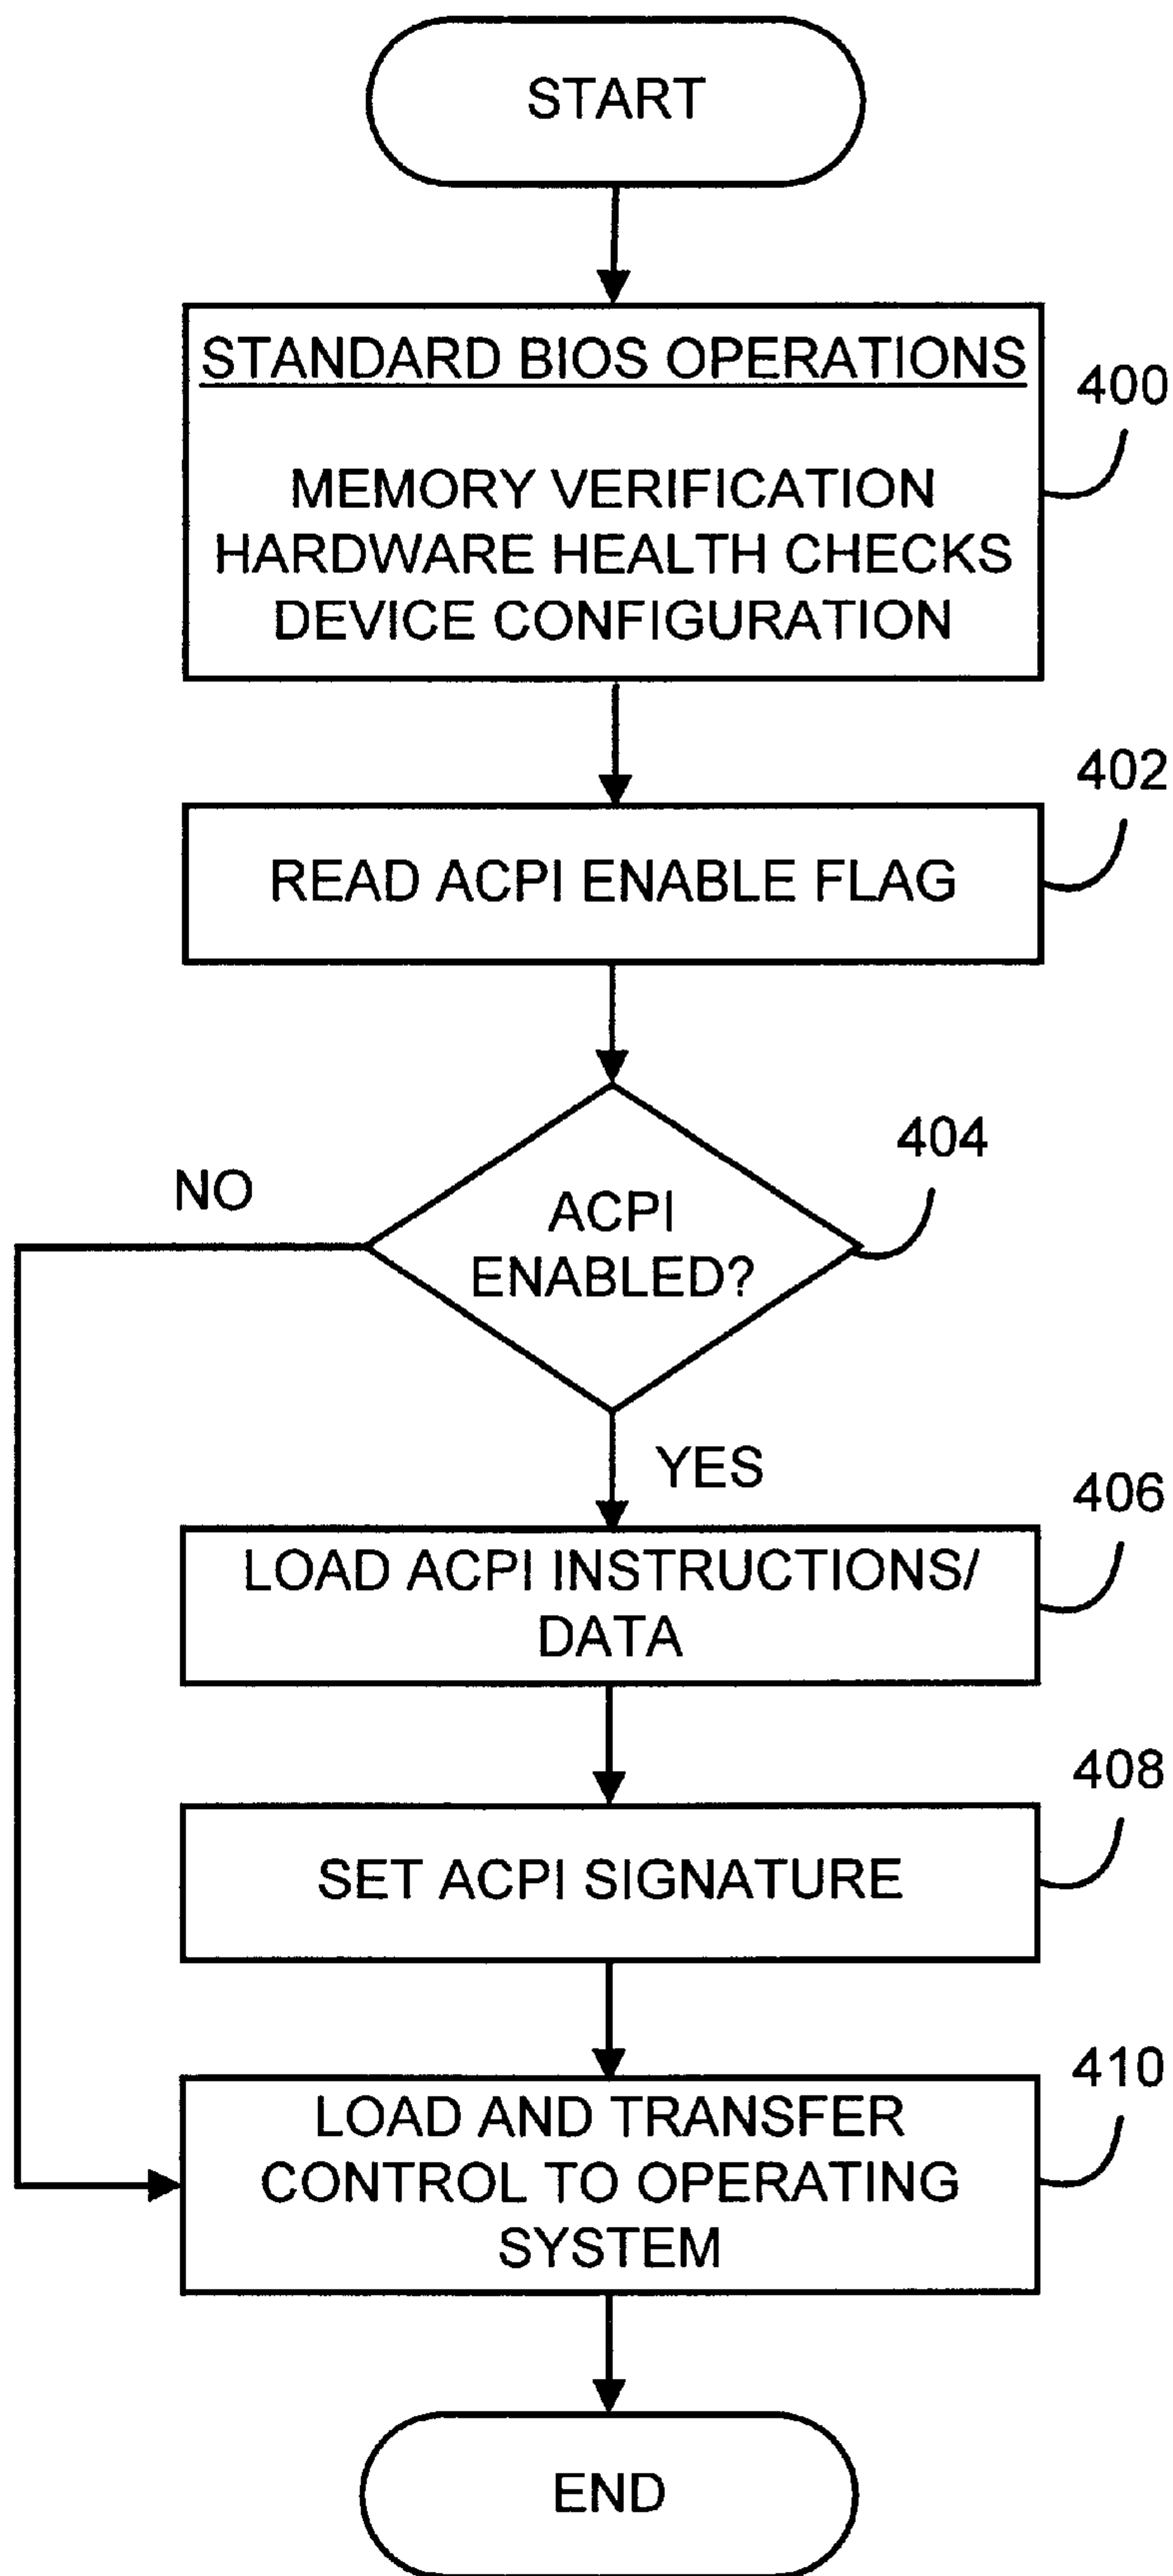 START
STANDARD BIOS OPERATIONS
400
MEMORY VERIFICATION
HARDWARE HEALTH CHECKS
DEVICE CONFIGURATION
402
READ ACPI ENABLE FLAG
404
NO
ACPI
ENABLED?
YES
406
LOAD ACPI INSTRUCTIONS/
DATA
408
SET ACPI SIGNATURE
410
LOAD AND TRANSFER
CONTROL TO OPERATING
SYSTEM
END